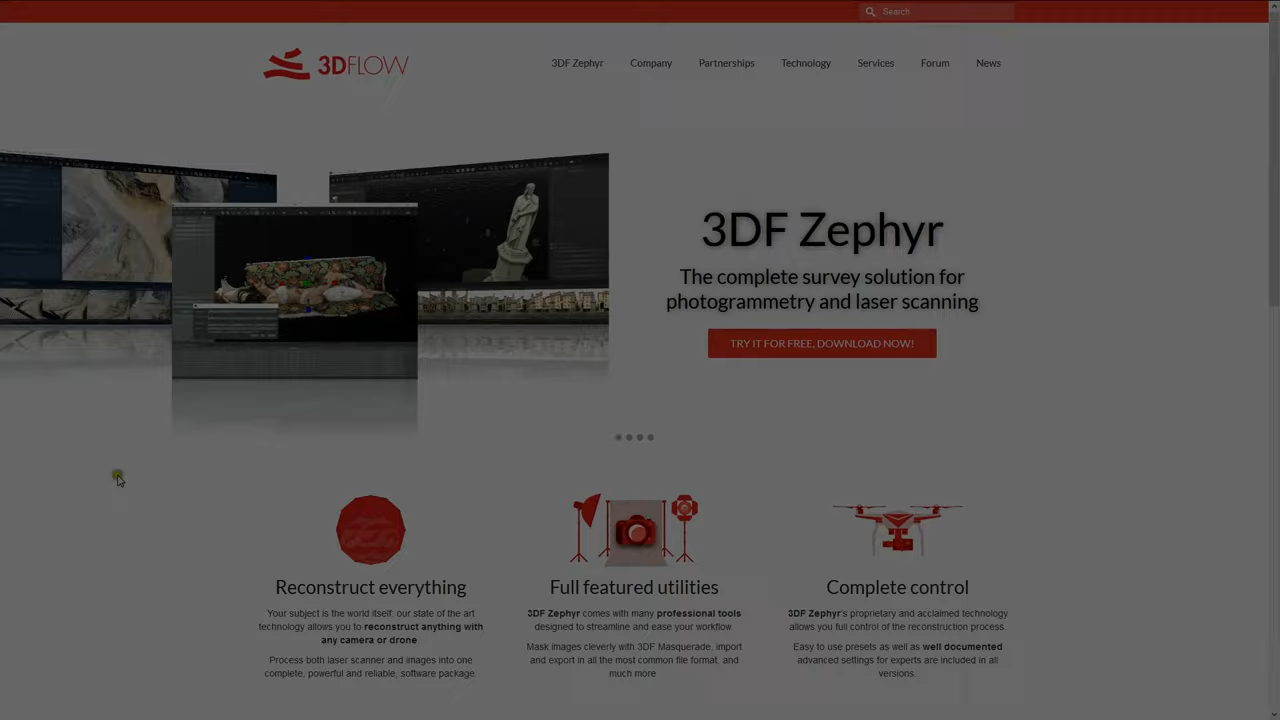 Search
3DFLOW
3DF Zephyr Company Partnerships Technology Services Forum News
3DF Zephyr
The complete survey solution for
photogrammetry and laser scanning
TRY IT FOR FREE, DOWNLOAD NOW!
Reconstruct everything
Your subject is the world itself: our state of the art
technology allows you to reconstruct anything with
any camera or drone
Process both laser scanner and images into one
complete, powerful and reliable, software package
Full featured utilities
3DF Zephyr comes with many professional tools
designed to streamline and ease your workflow.
Mask images cleverly with 3DF Masquerade, import
and export in all the most common file format, and
much more
Complete control
3DF Zephyr's proprietary and acclaimed technology
allows you full control of the reconstruction process
Easy to use presets as well as well documented
advanced settings for experts are included in all
versions.